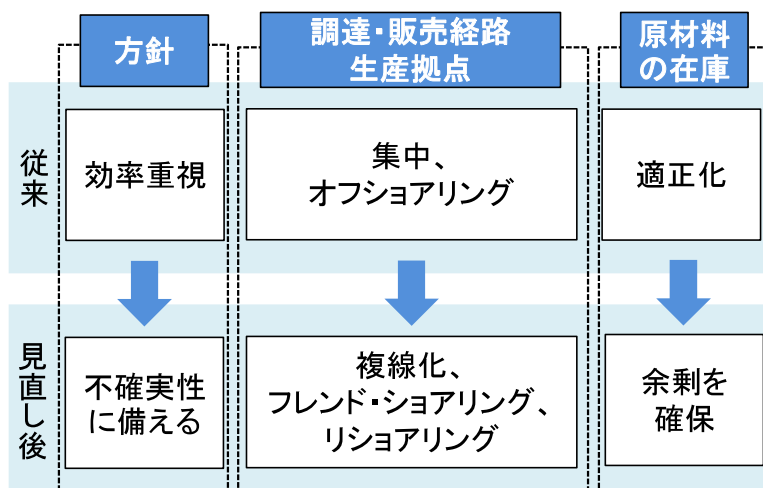 方針
調達・販売経路
生産拠点
原材料
の在庫
従来
効率重視
集中、
オフショアリング
適正化
見直し後
不確実性
に備える
複線化、
フレンド・ショアリング、
リショアリング
余剰を
確保